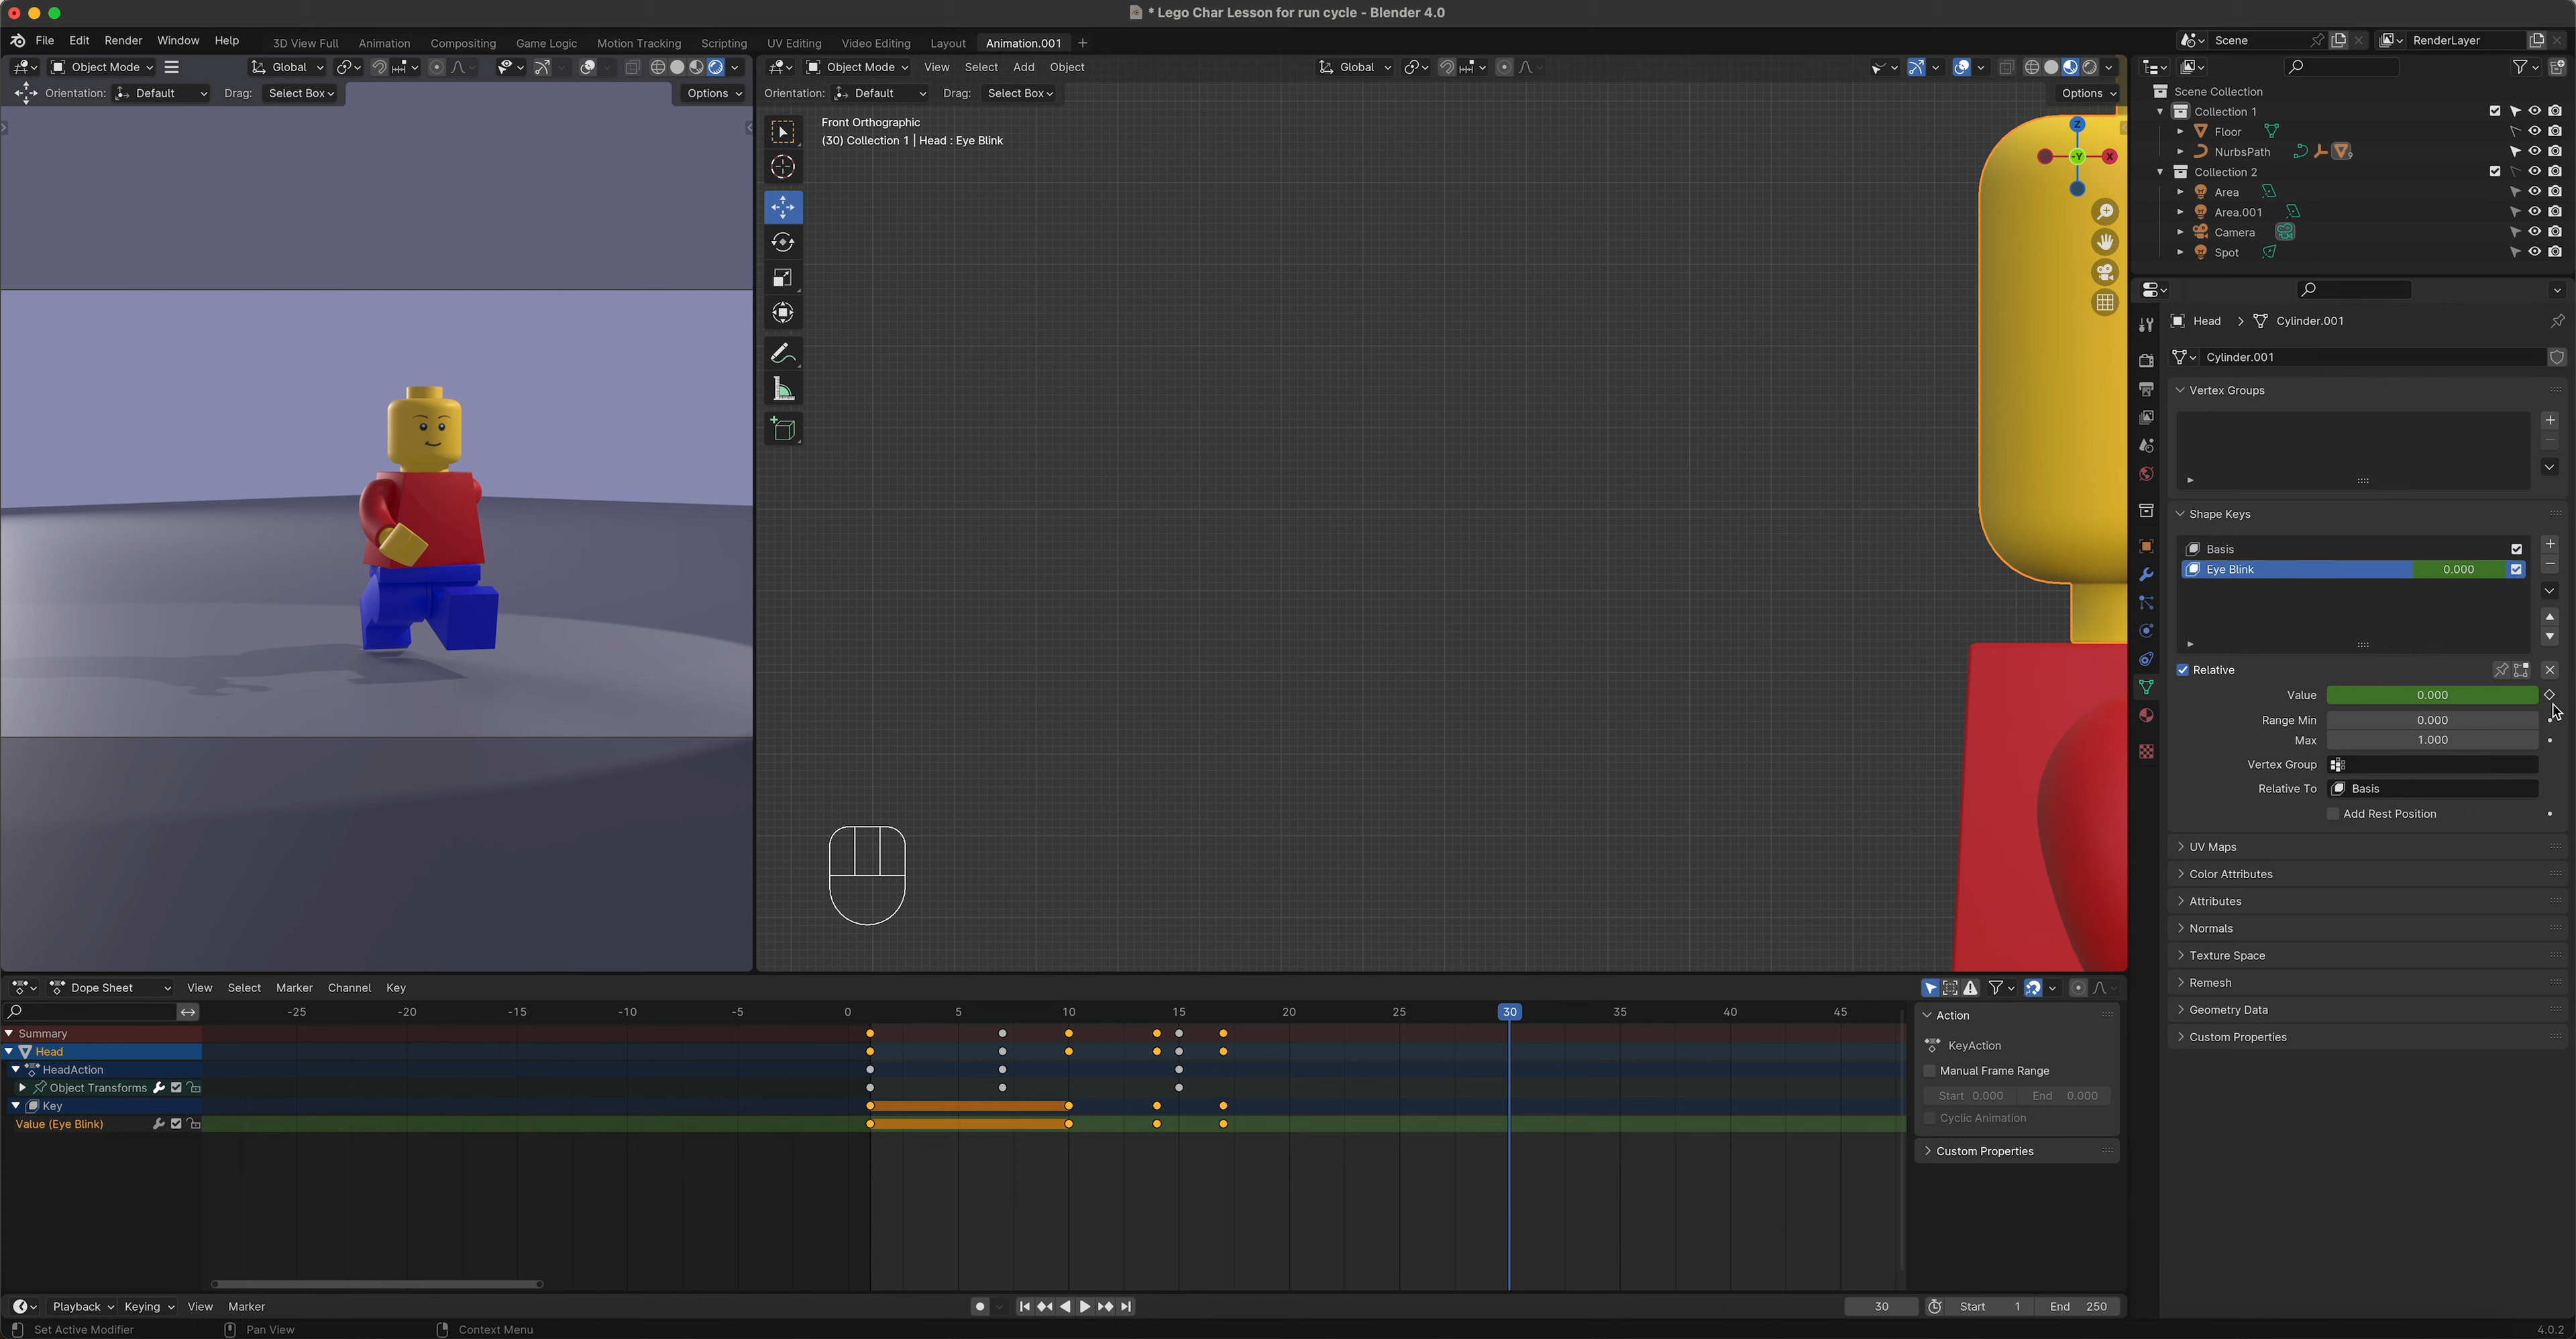 * Lego Char Lesson for run cycle - Blender 4.0
File Edit Render Window Help 3D View Full Animation Compositing Game Logic Motion Tracking Scripting UV Editing Video Editing Layout Animation.001 + Scene RenderLayer
Object Mode Global
Orientation: Default Drag: Select Box Options
Object Mode View Select Add Object Global
Orientation: Default Drag: Select Box Options
Front Orthographic
(30) Collection 1 | Head : Eye Blink
Z
-Y X
Scene Collection
Collection 1
Floor
NurbsPath 9
Collection 2
Area
Area.001
Camera
Spot
Head > Cylinder.001
Cylinder.001
Vertex Groups
Shape Keys
Basis
Eye Blink 0.000
Relative
Value 0.000
Range Min 0.000
Max 1.000
Vertex Group
Relative To Basis
Add Rest Position
UV Maps
Color Attributes
Attributes
Normals
Texture Space
Remesh
Geometry Data
Custom Properties
Dope Sheet View Select Marker Channel Key
-25 -20 -15 -10 -5 0 5 10 15 20 25 30 35 40 45
Summary
Head
HeadAction
Object Transforms
Key
Value (Eye Blink)
Action
KeyAction
Manual Frame Range
Start 0.000 End 0.000
Cyclic Animation
Custom Properties
Playback Keying View Marker 30 Start 1 End 250
Set Active Modifier Pan View Context Menu 4.0.2